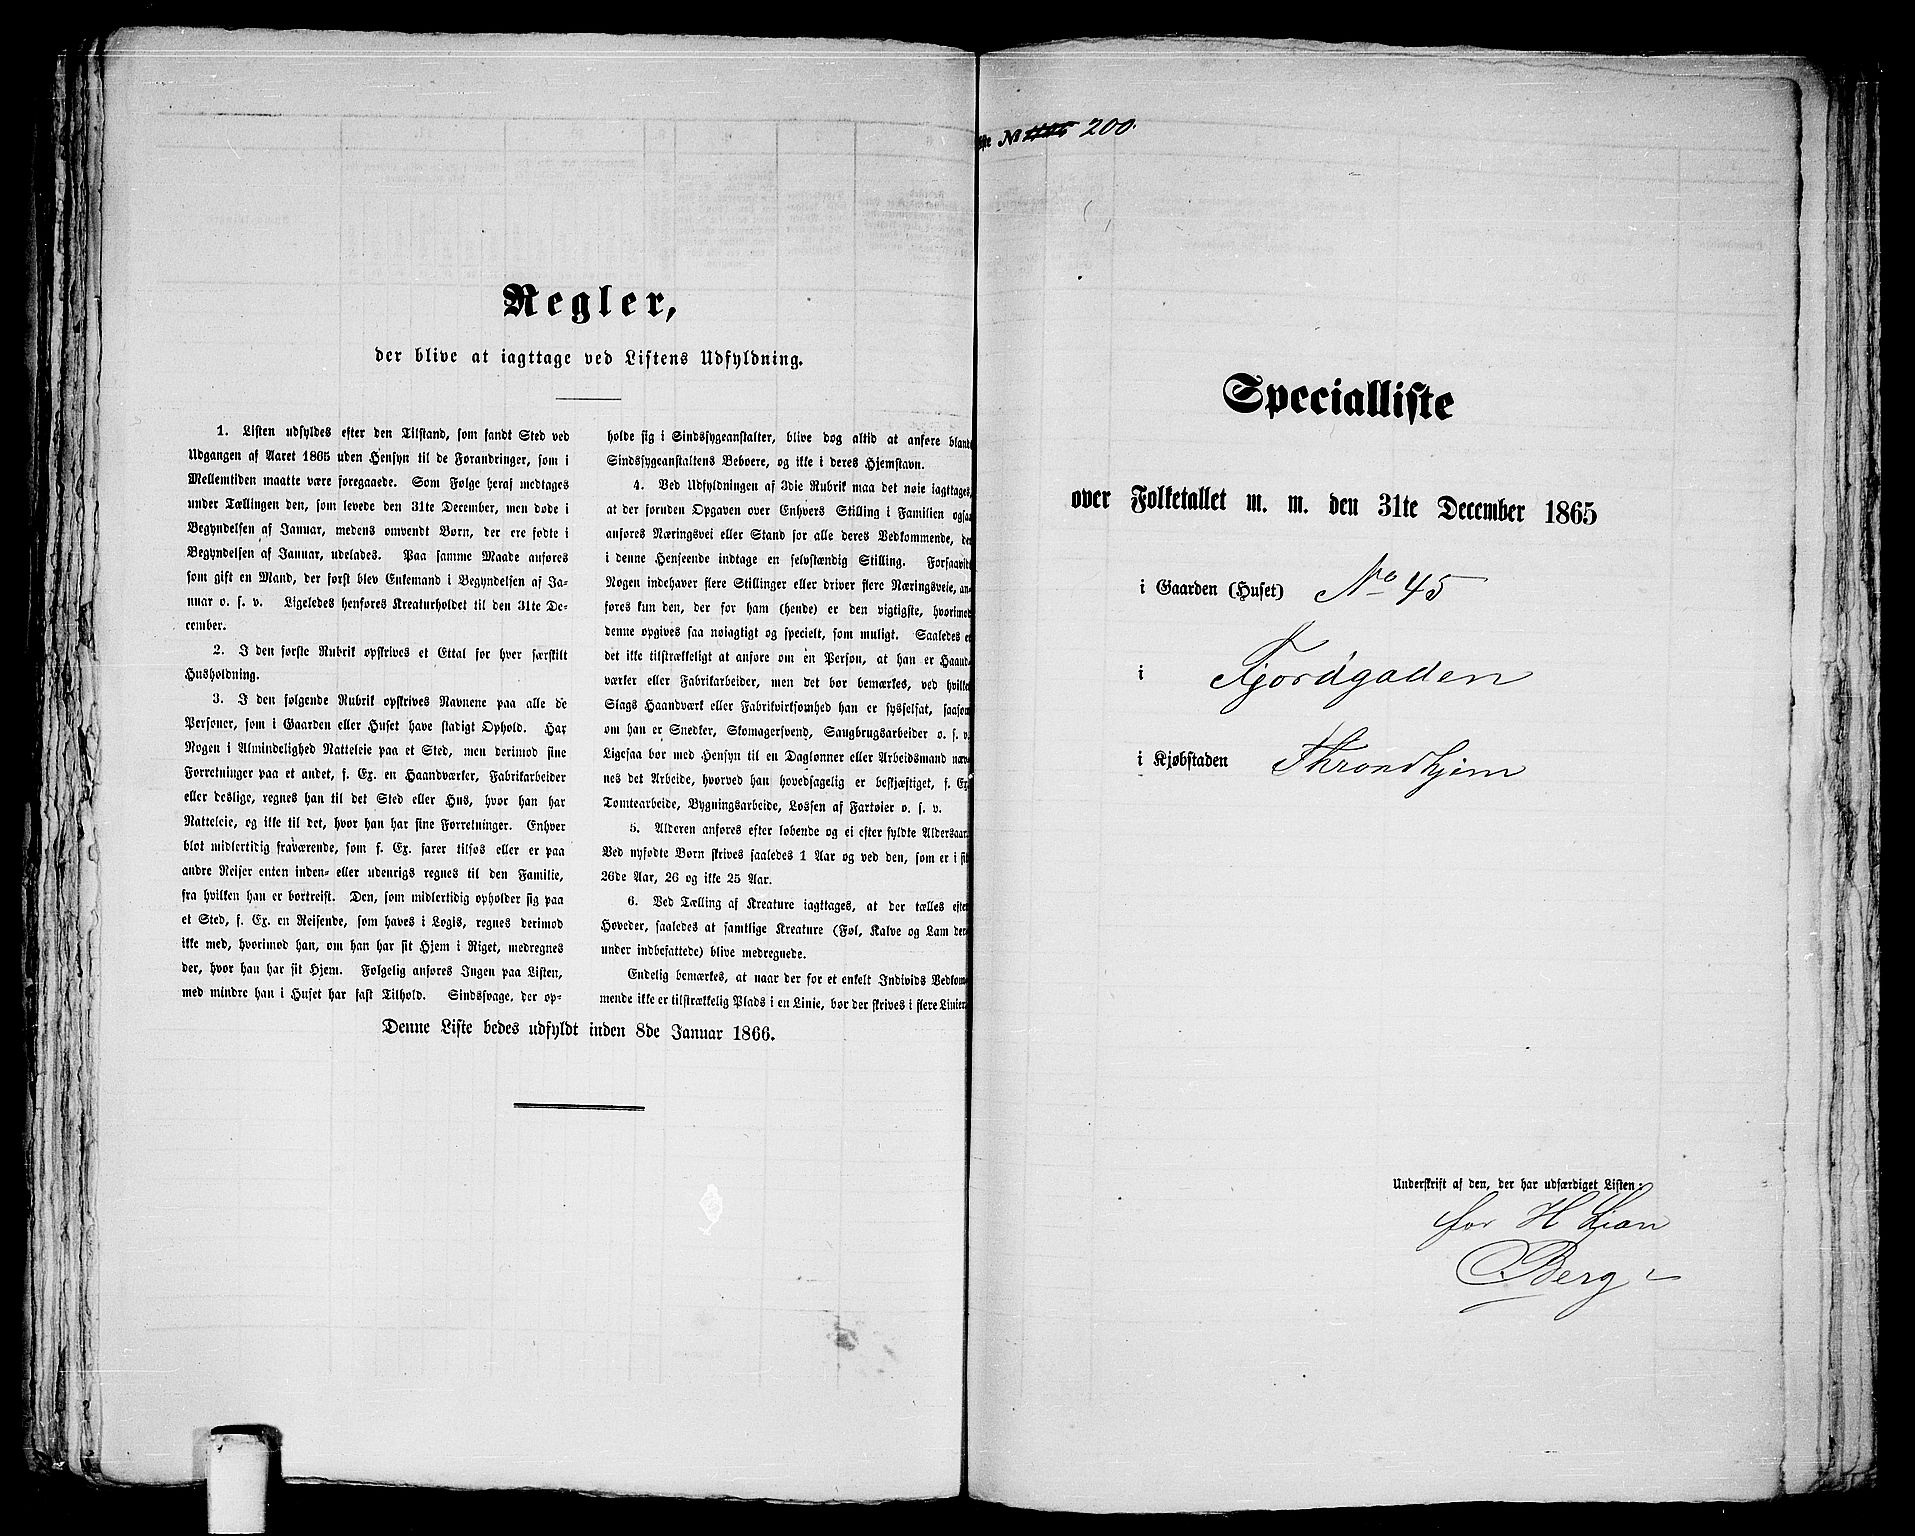 Regler,
der blive at iagttage ved Listens Udfyldning.
1. Listen udfyldes efter den Tilstand, som fandt Sted ved
Udgangen af Aaret 1865 uden Hensyn til de Forandringer, som i
Mellemtiden maatte være foregaaede. Som Følge heraf medtages
under Tællingen den, som levede den 31te December, men døde i
Begyndelsen af Januar, medens omvendt Børn, der ere fødte i
Begyndelsen af Januar, udelades. Paa samme Maade anføres
som gift en Mand, der først blev Enkemand i Begyndelsen af Ja-
nuar o. s. v. Ligeledes henføres Kreaturholdet til den 31te De-
cember.
2. I den første Rubrik opskrives et Ettal for hver særskilt
Husholdning.
3. I den følgende Rubrik opskrives Navnene paa alle de
Personer, som i Gaarden eller Huset have stadigt Ophold. Har
Nogen i Almindelighed Natteleie paa et Sted, men derimod sine
Forretninger paa et andet, f. Ex. en Haandværker, Fabrikarbeider
eller deslige, regnes han til det Sted eller Hus, hvor han har
Natteleie, og ikke til det, hvor han har sine Forretninger. Enhver
blot midlertidig fraværende, som f. Ex. farer tilsøs eller er paa
andre Reiser enten inden- eller udenrigs regnes til den Familie,
fra hvilken han er bortreist. Den, som midlertidig opholder sig paa
et Sted, f. Ex. en Reisende, som haves i Logis, regnes derimod
ikke med, hvorimod han, om han har sit Hjem i Riget, medregnes
der, hvor han har sit Hjem. Følgelig anføres Ingen paa Listen,
med mindre han i Huset har fast Tilhold. Sindssvage, der op-
holde sig i Sindssygeanstalter, blive dog altid at anføre blandt
Sindssygeanstaltens Beboere, og ikke i deres Hjemstavn.
4. Ved Udfyldningen af 3die Rubrik maa det nøie iagttages,
at der foruden Opgaven over Enhvers Stilling i Familien ogsaa
anføres Næringsvei eller Stand for alle deres Vedkommende, der
i denne Henseende indtage en selvstændig Stilling. Forsaavidt
Nogen indehaver flere Stillinger eller driver flere Næringsveie, an-
føres kun den, der for ham (hende) er den vigtigste, hvorimod
denne opgives saa nøiagtigt og specielt, som muligt. Saaledes er
det ikke tilstrækkeligt at anføre om en Person, at han er Haand-
værker eller Fabrikarbeider, men det bør bemærkes, ved hvilket
Slags Haandværk eller Fabrikvirksomhed han er sysselsat, saasom
om han er Snedker, Skomagersvend, Saugbrugsarbeider o. s. v.
Ligesaa bør med Hensyn til en Daglønner eller Arbeidsmand næv-
nes det Arbeide, hvorved han hovedsagelig er beskjæftiget, f. Ex.
Tomtearbeide, Bygningsarbeide, Lossen af Fartøier o. s. v.
5. Alderen anføres efter løbende og ei efter fyldte Aldersaar.
Ved nyfødte Børn skrives saaledes 1 Aar og ved den, som er i sit
26de Aar, 26 og ikke 25 Aar.
6. Ved Tælling af Kreature iagttages, at der tælles efter
Hoveder, saaledes at samtlige Kreature (Føl, Kalve og Lam der-
under indbefattede) blive medregnede.
Endelig bemærkes, at naar der for et enkelt Individs Vedkom-
mende ikke er tilstrækkelig Plads i en Linie, bør der skrives i flere Linier.
Denne Liste bedes udfyldt inden 8de Januar 1866.
№ 200.
Specialliste
over Folketallet m. m. den 31te December 1865
i Gaarden (Huset) No 45
i Fjordgaden
i Kjøbstaden Throndhjem
Underskrift af den, der har udfærdiget Listen:
for H Lian
Berg